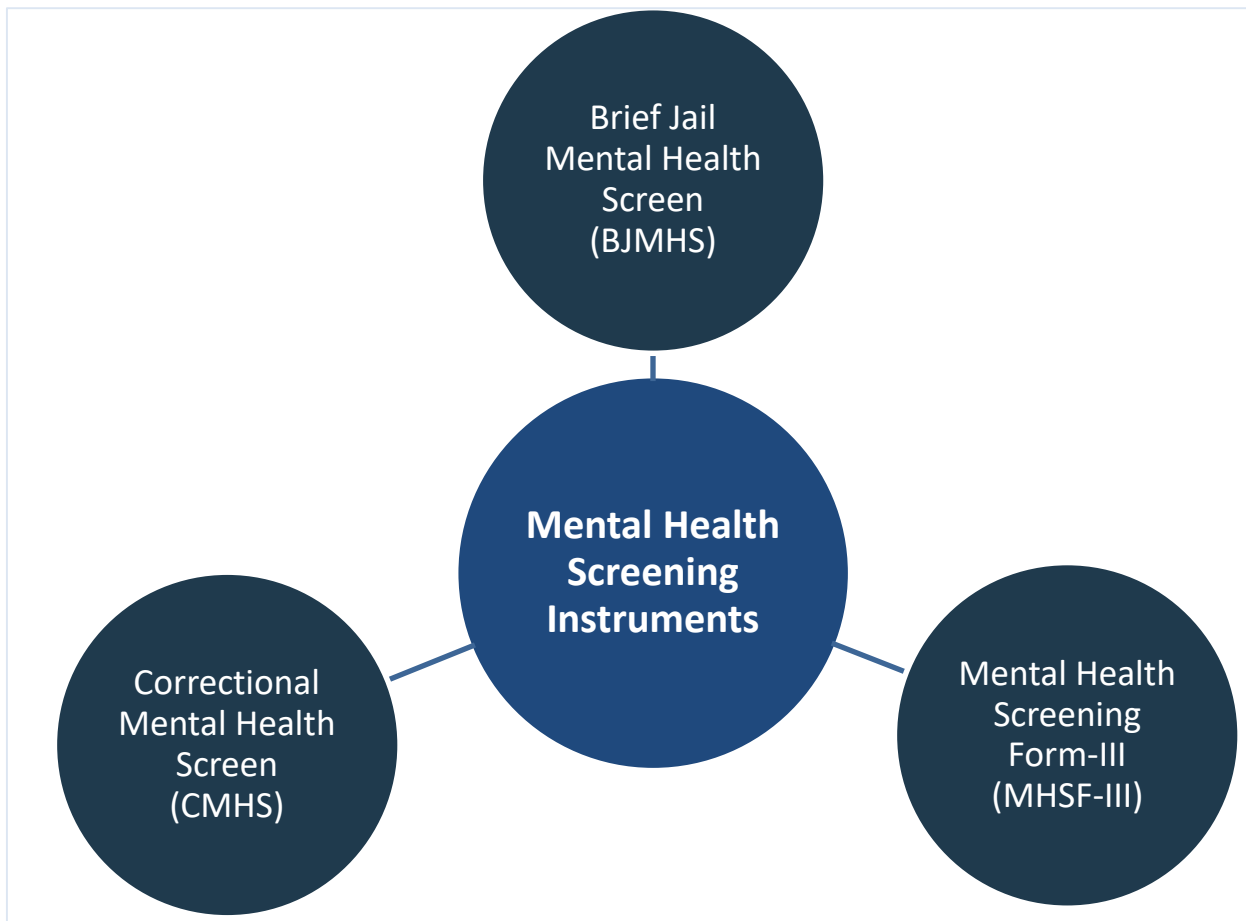 Brief Jail
Mental Health
Screen
(BJMHS)
Mental Health
Screening
Instruments
Correctional
Mental Health
Screen
(CMHS)
Mental Health
Screening
Form-III
(MHSF-III)